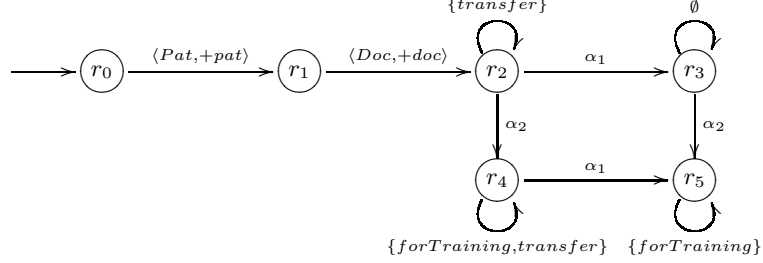 {transfer} ∅
⟨Pat,+pat⟩ ⟨Doc,+doc⟩ α₁
r₀ r₁ r₂ r₃
α₂ α₂
α₁
r₄ r₅
{forTraining,transfer} {forTraining}